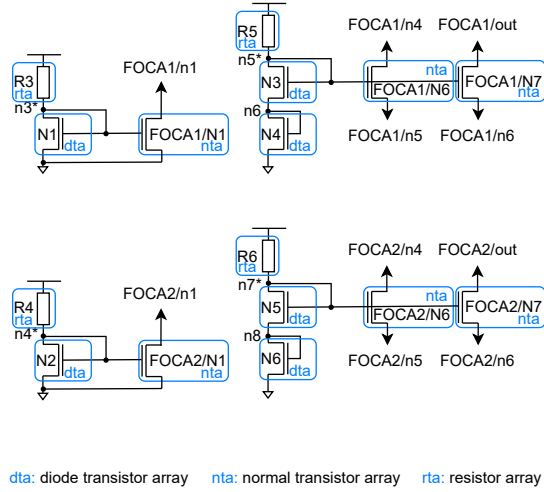 R3
rta
n3*
N1
dta
FOCA1/n1
FOCA1/N1
nta
R5
rta
n5*
N3
dta
n6
N4
dta
FOCA1/n4
FOCA1/out
nta
FOCA1/N6
FOCA1/N7
nta
FOCA1/n5
FOCA1/n6
R4
rta
n4*
N2
dta
FOCA2/n1
FOCA2/N1
nta
R6
rta
n7*
N5
dta
n8
N6
dta
FOCA2/n4
FOCA2/out
nta
FOCA2/N6
FOCA2/N7
nta
FOCA2/n5
FOCA2/n6
dta: diode transistor array nta: normal transistor array rta: resistor array